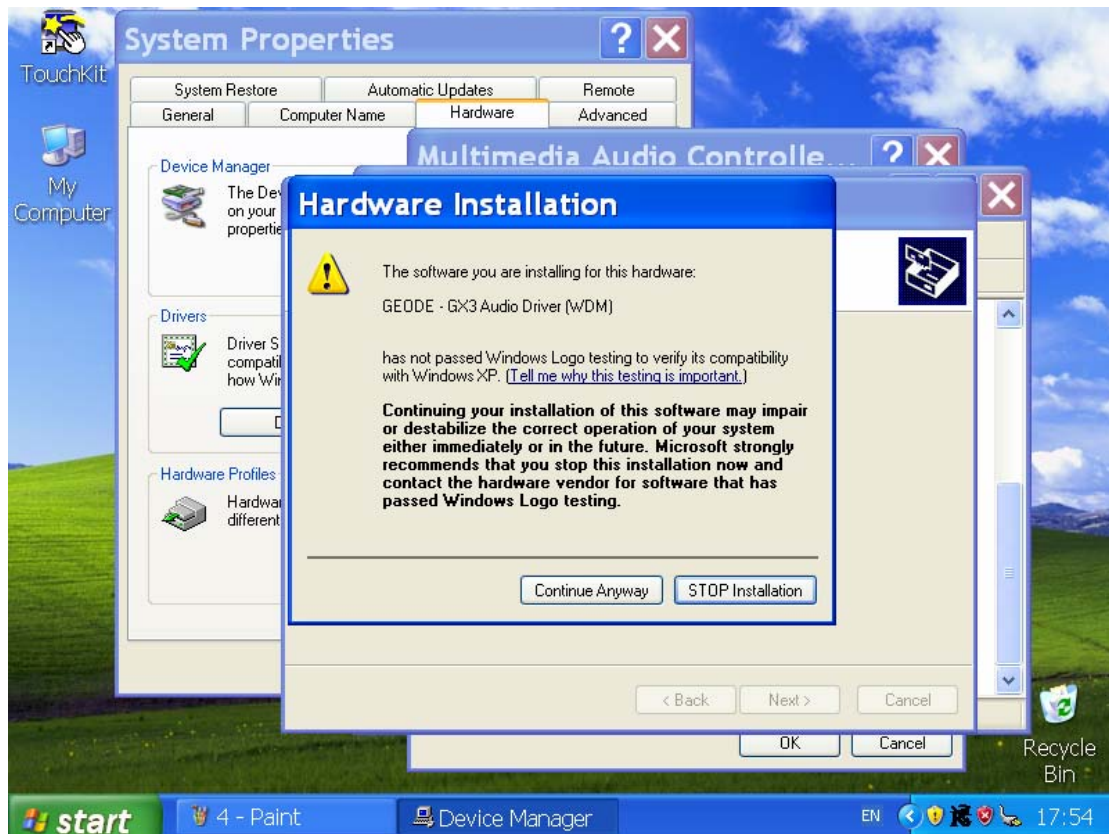 TouchKit
My
Computer
System Properties
System Restore
Automatic Updates
Remote
General
Computer Name
Hardware
Advanced
Device Manager
The Dev
on your
propertie
Drivers
Driver S
compatil
how Wir
Hardware Profiles
Hardwar
different
Multimedia Audio Controlle...
Hardware Installation
The software you are installing for this hardware:
GEODE - GX3 Audio Driver (WDM)
has not passed Windows Logo testing to verify its compatibility
with Windows XP. (Tell me why this testing is important.)
Continuing your installation of this software may impair
or destabilize the correct operation of your system
either immediately or in the future. Microsoft strongly
recommends that you stop this installation now and
contact the hardware vendor for software that has
passed Windows Logo testing.
Continue Anyway
STOP Installation
< Back
Next >
Cancel
OK
Cancel
Recycle
Bin
start
4 - Paint
Device Manager
EN
17:54